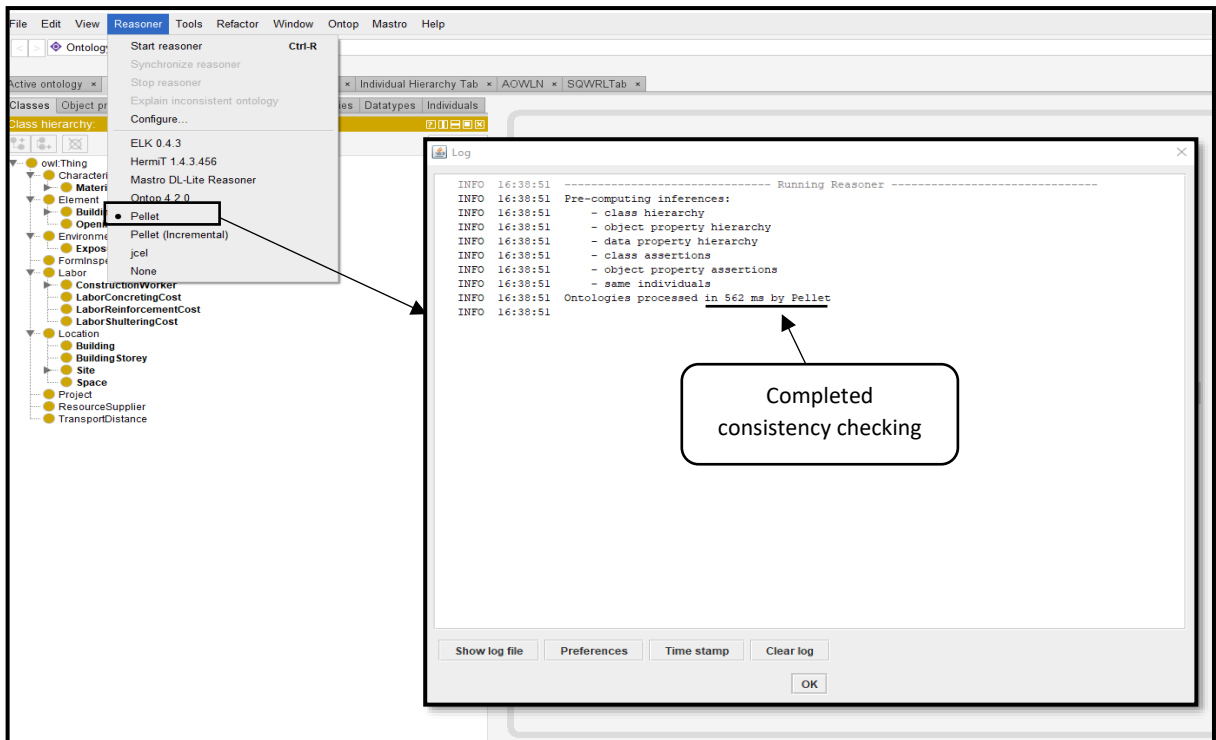 File Edit View Reasoner Tools Refactor Window Ontop Mastro Help
< > Ontology
Start reasoner Ctrl-R
Synchronize reasoner
Stop reasoner
Explain inconsistent ontology
Configure...
ELK 0.4.3
HermiT 1.4.3.456
Mastro DL-Lite Reasoner
Ontop 4.2.0
Pellet
Pellet (Incremental)
jcel
None
Active ontology × × Individual Hierarchy Tab × AOWLN × SQWRLTab ×
Classes Object pr ies Datatypes Individuals
Class hierarchy:
owl:Thing
Characteri
Materi
Element
Buildi
Openi
Environme
Expos
FormInspe
Labor
ConstructionWorker
LaborConcretingCost
LaborReinforcementCost
LaborShulteringCost
Location
Building
BuildingStorey
Site
Space
Project
ResourceSupplier
TransportDistance
Log
INFO 16:38:51 ------------------------------- Running Reasoner -------------------------------
INFO 16:38:51 Pre-computing inferences:
INFO 16:38:51 - class hierarchy
INFO 16:38:51 - object property hierarchy
INFO 16:38:51 - data property hierarchy
INFO 16:38:51 - class assertions
INFO 16:38:51 - object property assertions
INFO 16:38:51 - same individuals
INFO 16:38:51 Ontologies processed in 562 ms by Pellet
INFO 16:38:51
Completed
consistency checking
Show log file Preferences Time stamp Clear log
OK